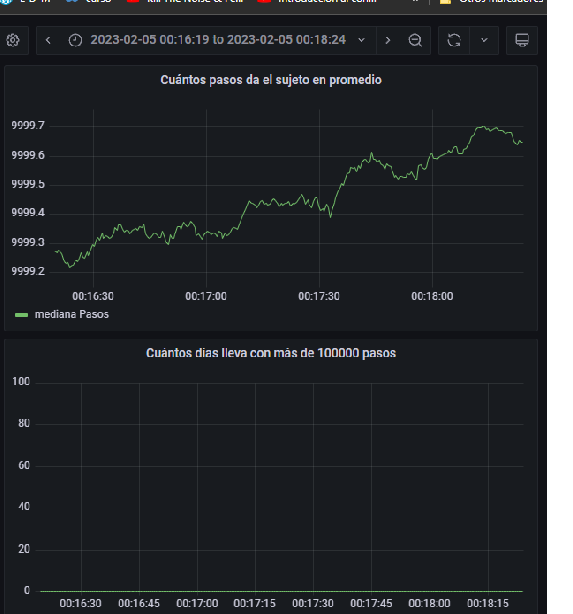 2023-02-05 00:16:19 to 2023-02-05 00:18:24
Cuántos pasos da el sujeto en promedio
9999.7
9999.6
9999.5
9999.4
9999.3
9999.2
00:16:30 00:17:00 00:17:30 00:18:00
mediana Pasos
Cuántos días lleva con más de 100000 pasos
100
80
60
40
20
0
00:16:30 00:16:45 00:17:00 00:17:15 00:17:30 00:17:45 00:18:00 00:18:15